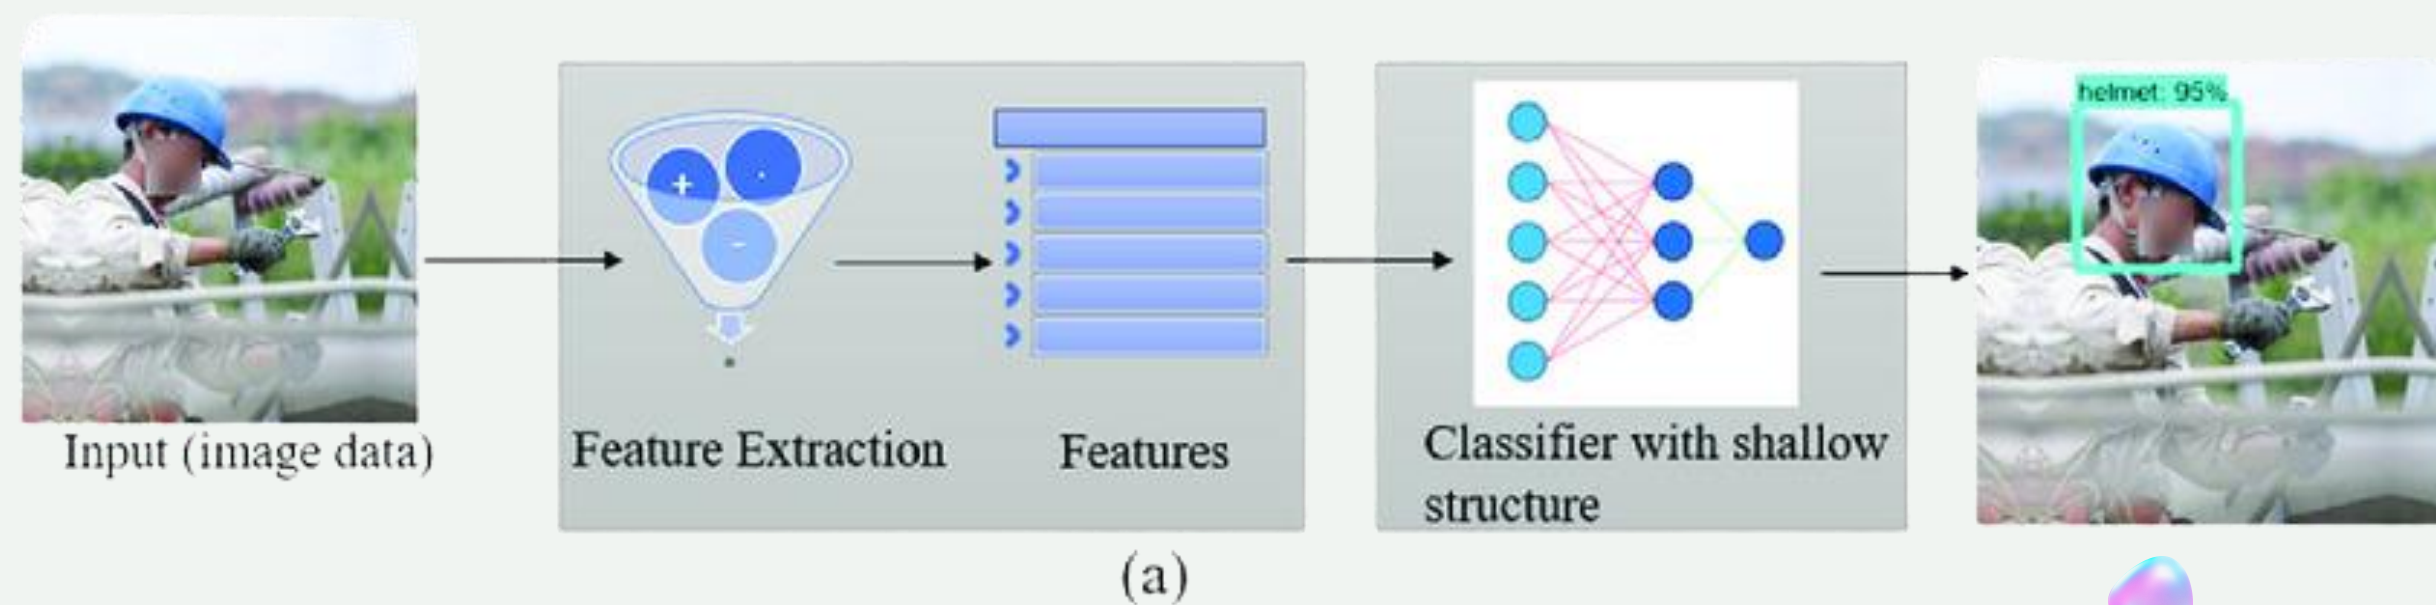 helmet: 95%
Input (image data)
Feature Extraction
Features
Classifier with shallow
structure
(a)